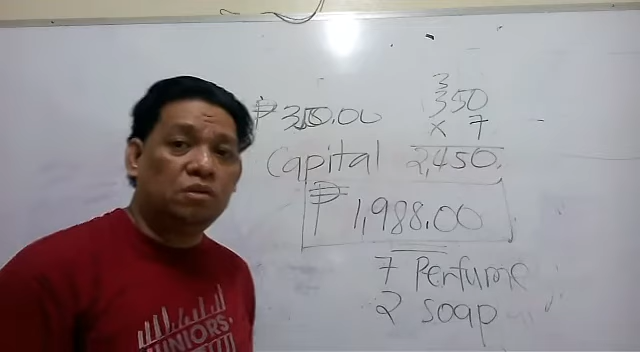 3
₱350.00 350
x 7
Capital 2,450.
₱1,988.00
7 Perfume
2 soap
JUNIORS